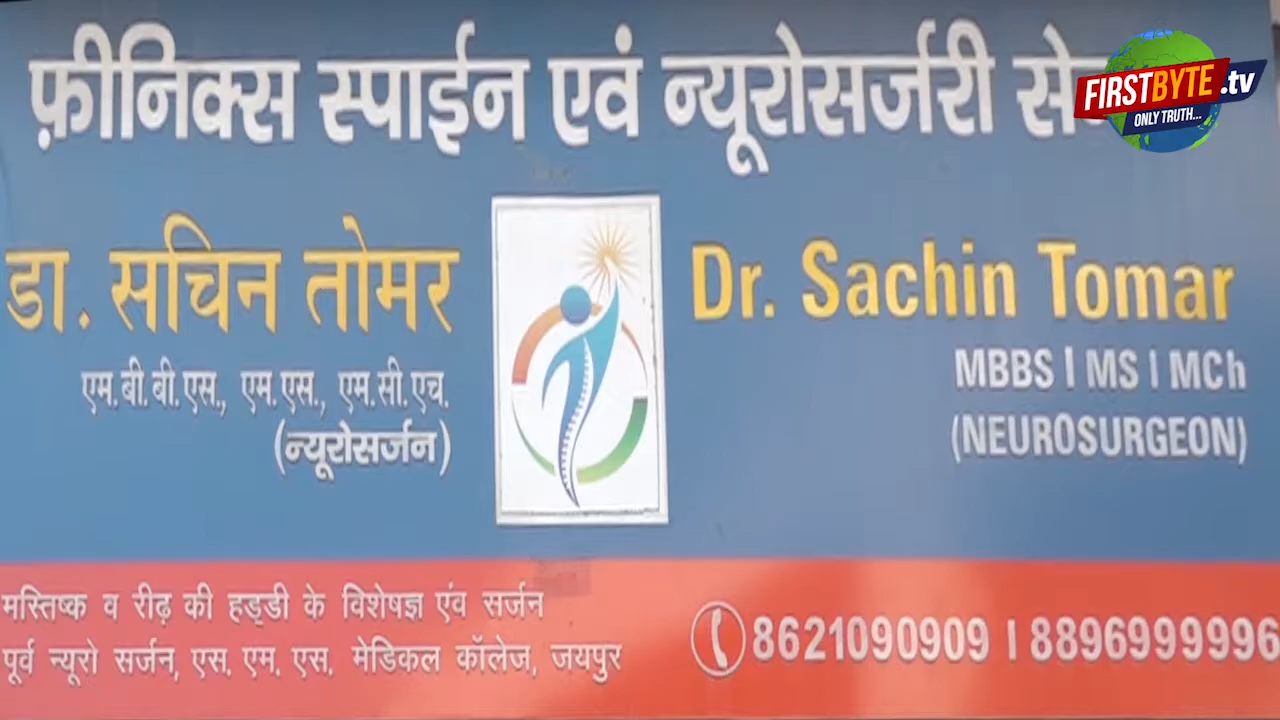 फ़ीनिक्स स्पाईन एवं न्यूरोसर्जरी
FIRSTBYTE.tv
ONLY TRUTH...
डा. सचिन तोमर
एम.बी.बी.एस., एम.एस., एम.सी.एच.
(न्यूरोसर्जन)
Dr. Sachin Tomar
MBBS | MS | MCh
(NEUROSURGEON)
मस्तिष्क व रीढ़ की हड्डी के विशेषज्ञ एंव सर्जन
पूर्व न्यूरो सर्जन, एस. एम. एस. मेडिकल कॉलेज, जयपुर
8621090909 | 8896999996